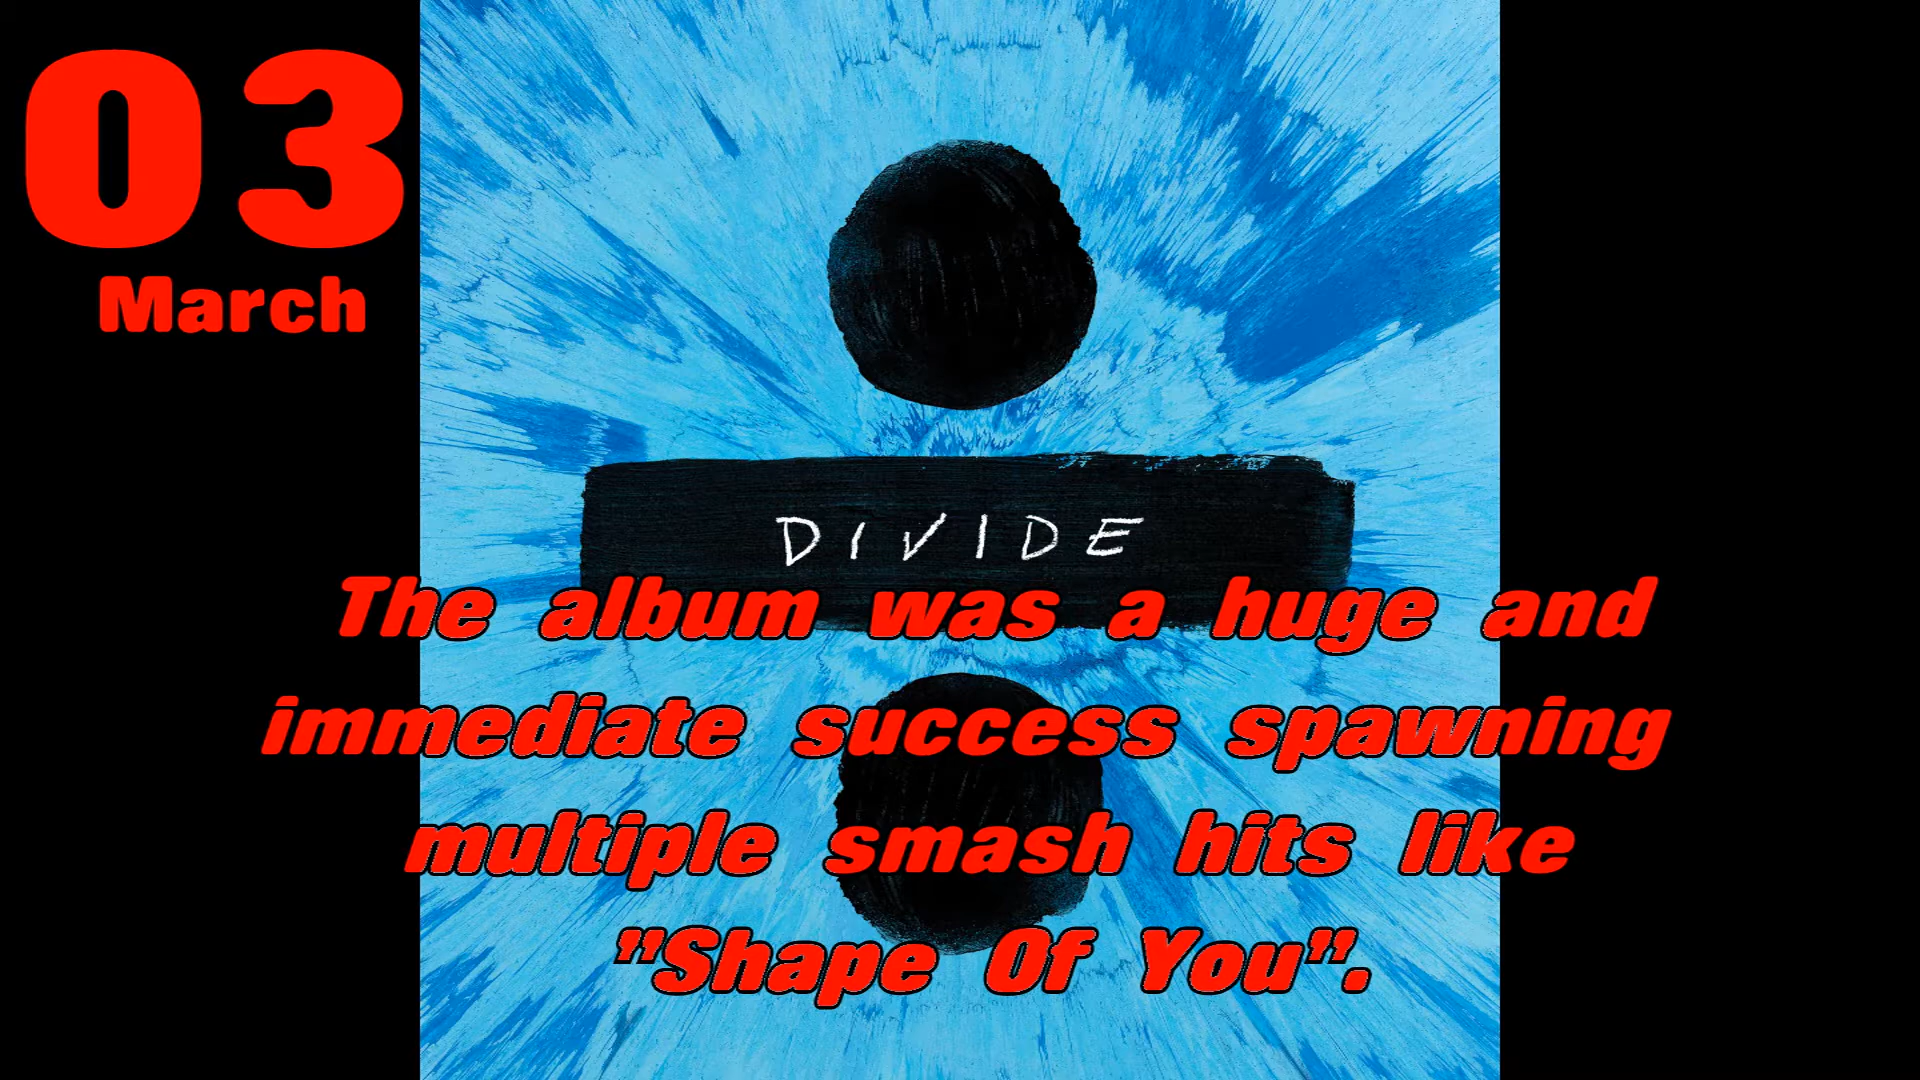 03
March
DIVIDE
The album was a huge and
immediate success spawning
multiple smash hits like
"Shape Of You".